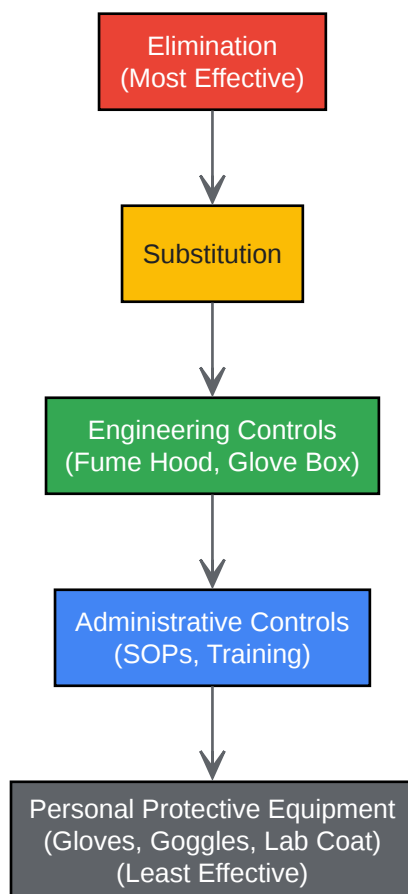 Elimination
(Most Effective)
Substitution
Engineering Controls
(Fume Hood, Glove Box)
Administrative Controls
(SOPs, Training)
Personal Protective Equipment
(Gloves, Goggles, Lab Coat)
(Least Effective)